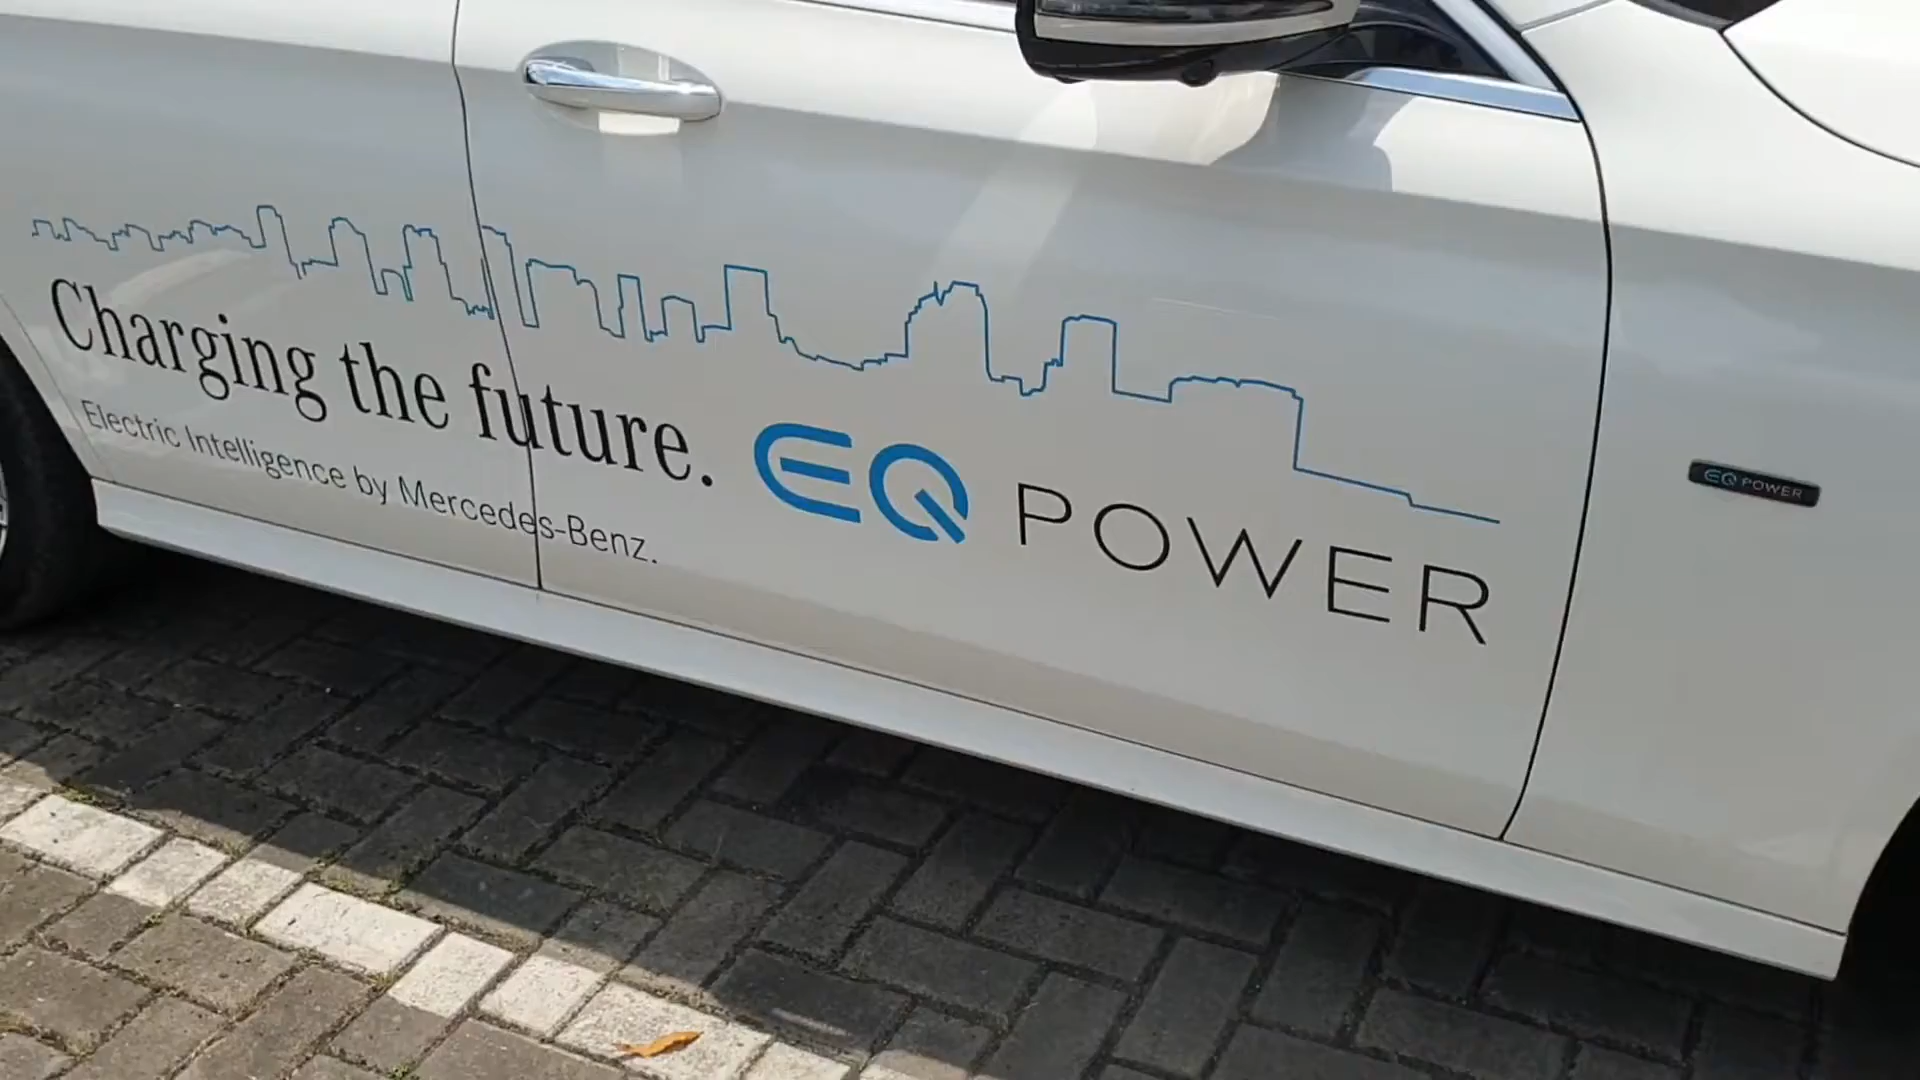 Charging the future.
Electric Intelligence by Mercedes-Benz.
EQ POWER
EQ POWER